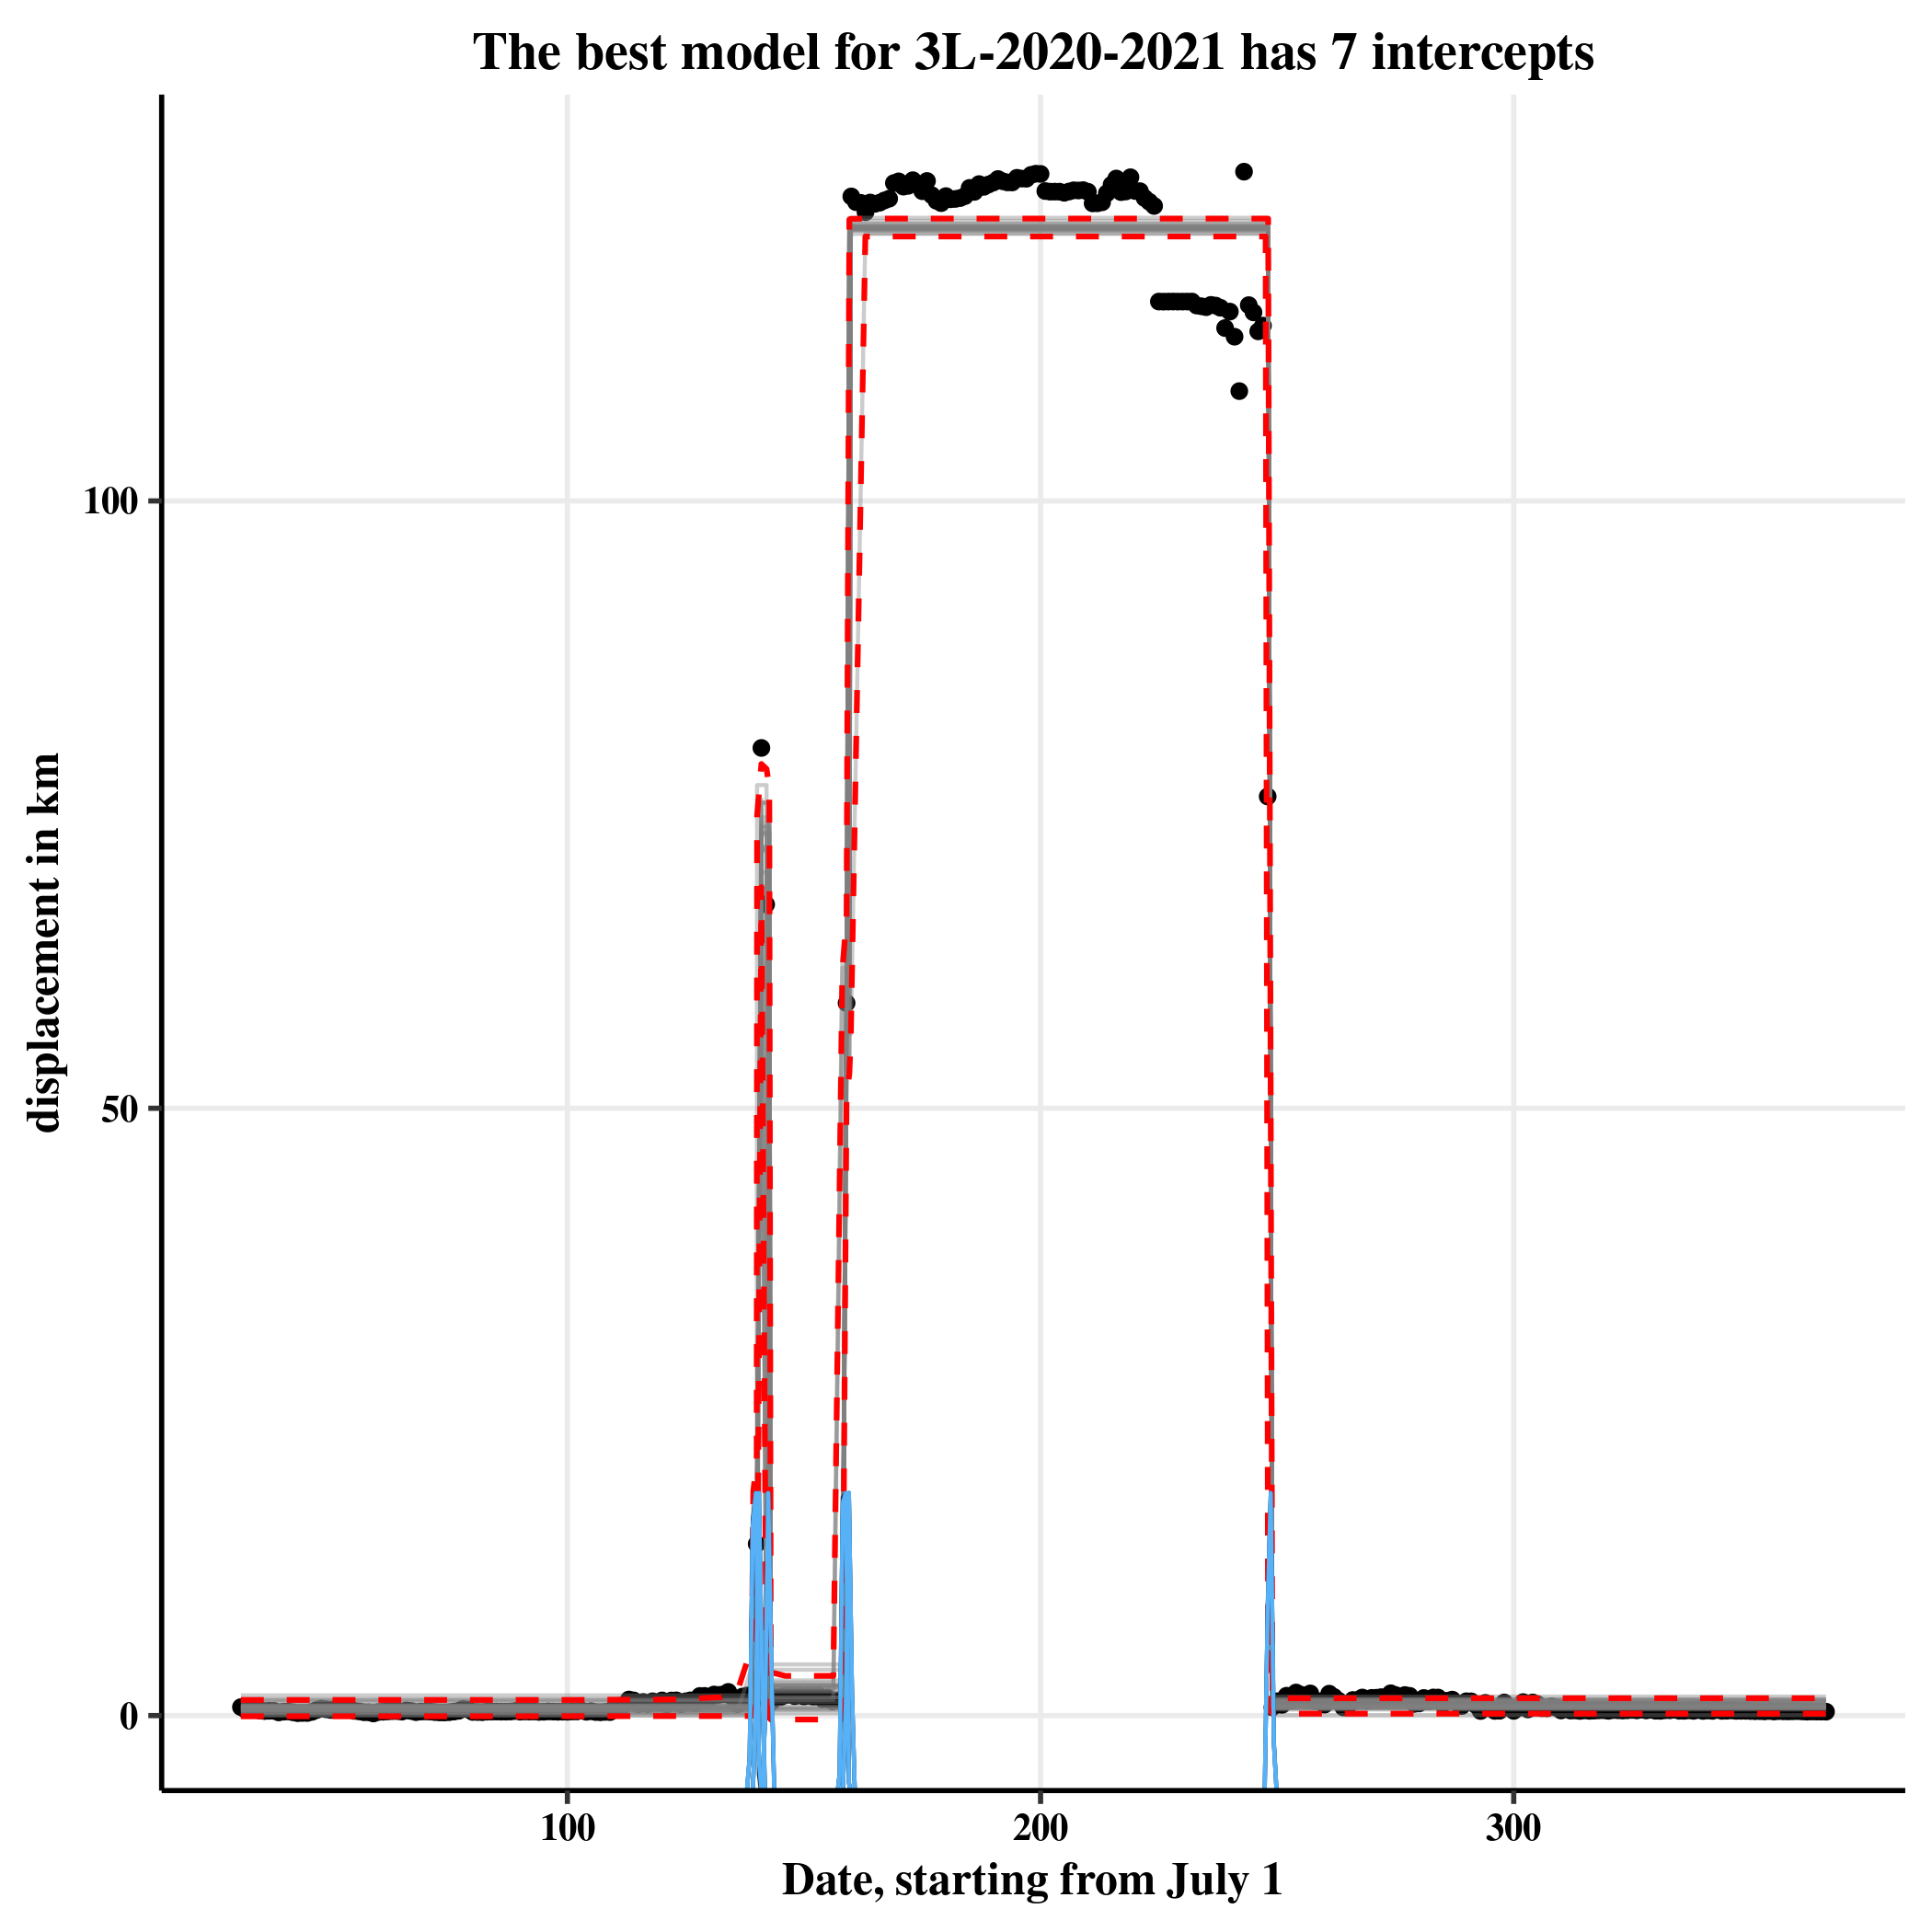 The best model for 3L-2020-2021 has 7 intercepts
displacement in km
100
50
0
100
200
300
Date, starting from July 1